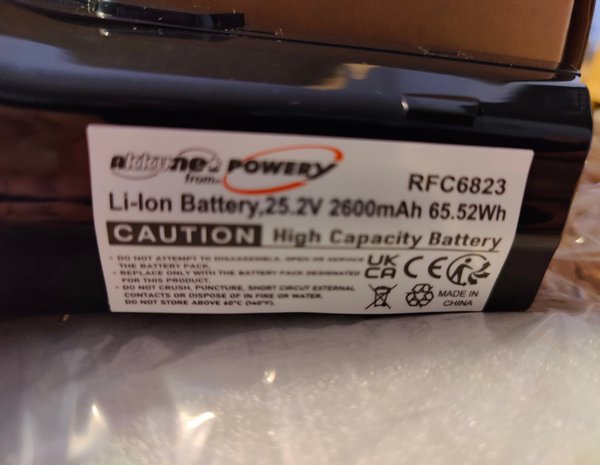 akkunet from... POWERY
RFC6823
Li-Ion Battery,25.2V 2600mAh 65.52Wh
CAUTION High Capacity Battery
• DO NOT ATTEMPT TO DISASSEMBLE, OPEN OR SERVICE
THE BATTERY PACK.
• REPLACE ONLY WITH THE BATTERY PACK DESIGNATED
FOR THIS PRODUCT.
• DO NOT CRUSH, PUNCTURE, SHORT CIRCUIT EXTERNAL
CONTACTS OR DISPOSE OF IN FIRE OR WATER.
DO NOT STORE ABOVE 60°C (140°F).
UK
CA CE
MADE IN
CHINA